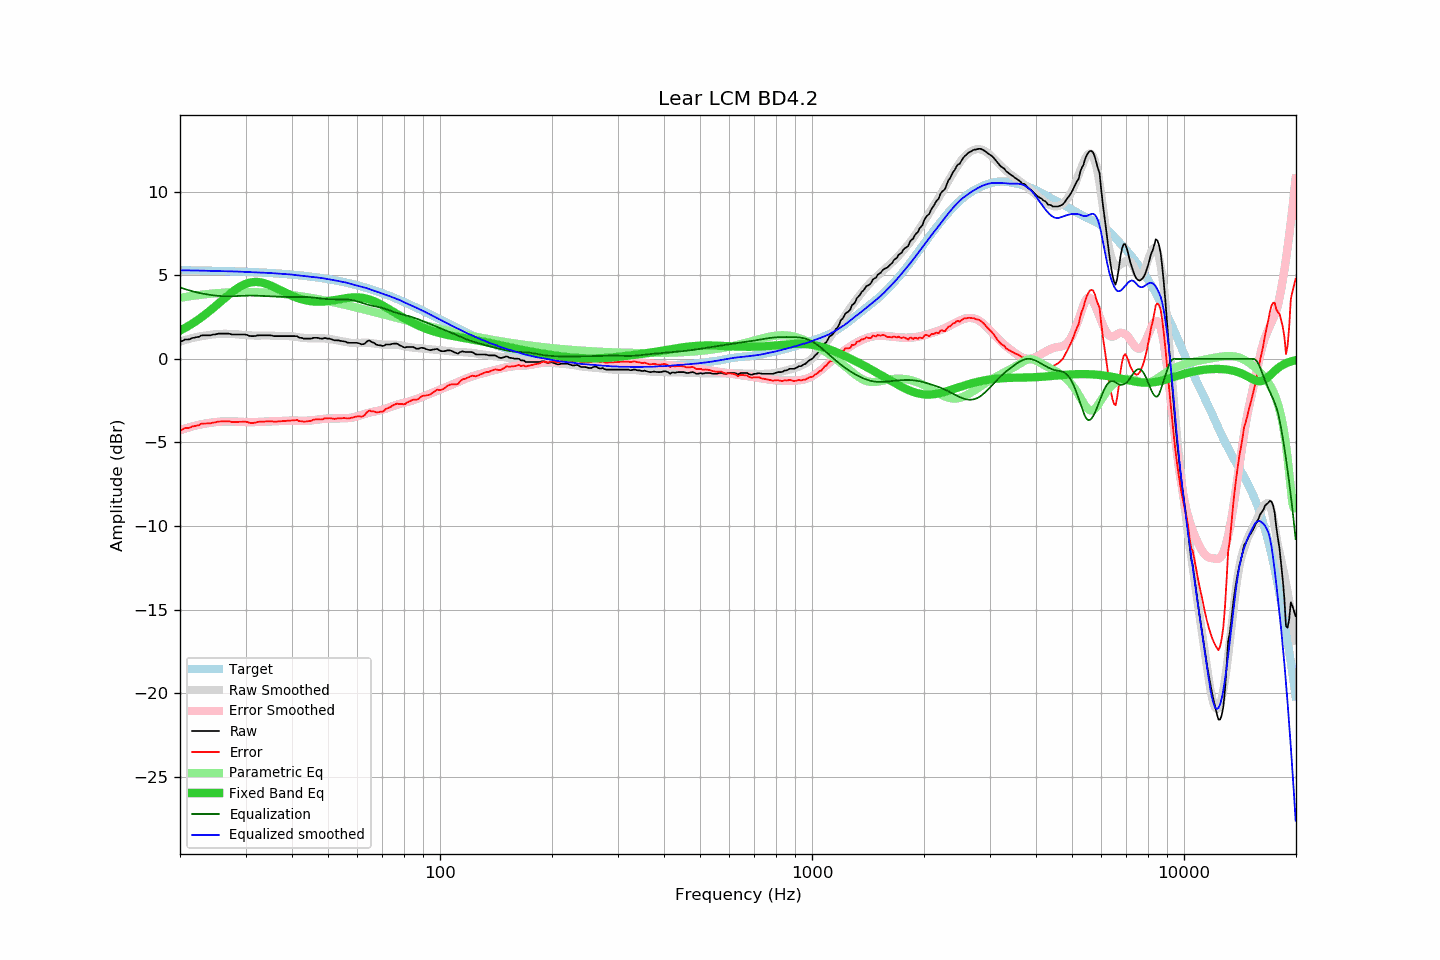 Lear LCM BD4.2
10
5
0
−5
−10
−15
−20
−25
Amplitude (dBr)
Target
Raw Smoothed
Error Smoothed
Raw
Error
Parametric Eq
Fixed Band Eq
Equalization
Equalized smoothed
100
1000
10000
Frequency (Hz)